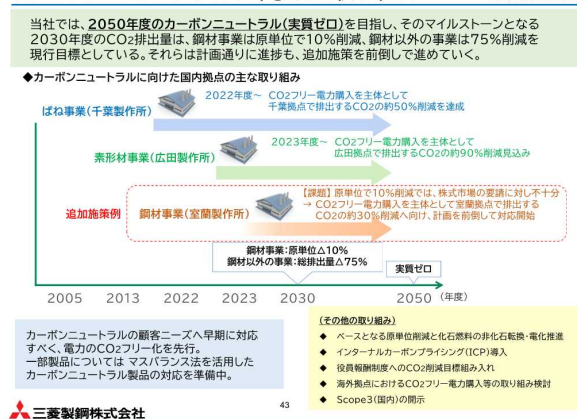 当社では、2050年度のカーボンニュートラル(実質ゼロ)を目指し、そのマイルストーンとなる
2030年度のCO2排出量は、鋼材事業は原単位で10%削減、鋼材以外の事業は75%削減を
現行目標としている。それらは計画通りに進捗も、追加施策を前倒しで進めていく。
◆カーボンニュートラルに向けた国内拠点の主な取り組み
ばね事業(千葉製作所)
2022年度~ CO2フリー電力購入を主体として
千葉拠点で排出するCO2の約50%削減を達成
素形材事業(広田製作所)
2023年度~ CO2フリー電力購入を主体として
広田拠点で排出するCO2の約90%削減見込み
追加施策例
鋼材事業(室蘭製作所)
【課題】原単位で10%削減では、株式市場の要請に対し不十分
→ CO2フリー電力購入を主体として室蘭拠点で排出する
CO2の約30%削減へ向け、計画を前倒して対応開始
鋼材事業:原単位△10%
鋼材以外の事業:総排出量△75%
実質ゼロ
2005 2013 2022 2023 2030 2050 (年度)
カーボンニュートラルの顧客ニーズへ早期に対応
すべく、電力のCO2フリー化を先行。
一部製品については マスバランス法を活用した
カーボンニュートラル製品の対応を準備中。
(その他の取り組み)
◆ ベースとなる原単位削減と化石燃料の非化石転換・電化推進
◆ インターナルカーボンプライシング(ICP)導入
◆ 役員報酬制度へのCO2削減目標組み入れ
◆ 海外拠点におけるCO2フリー電力購入等の取り組み検討
◆ Scope3(国内)の開示
三菱製鋼株式会社
43